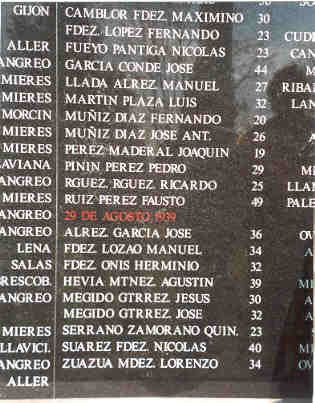 GIJON CAMBLOR FDEZ. MAXIMINO 30
FDEZ. LOPEZ FERNANDO 23
ALLER FUEYO PANTIGA NICOLAS 23
ANGREO GARCIA CONDE JOSE 44
MIERES LLADA ALREZ. MANUEL 27
MIERES MARTIN PLAZA LUIS 32
MORCIN MUÑIZ DIAZ FERNANDO 20
MIERES MUÑIZ DIAZ JOSE ANT. 26
MIERES PEREZ MADERAL JOAQUIN 19
AVIANA PININ PEREZ PEDRO 29
ANGREO RGUEZ. RGUEZ. RICARDO 25
MIERES RUIZ PEREZ FAUSTO 49
ANGREO 29 DE AGOSTO 1939
ANGREO ALREZ. GARCIA JOSE 36
LENA FDEZ. LOZAO MANUEL 34
SALAS FDEZ. ONIS HERMINIO 32
RESCOB. HEVIA MTNEZ. AGUSTIN 39
ANGREO MEGIDO GTRREZ. JESUS 30
MEGIDO GTRREZ. JOSE 32
MIERES SERRANO ZAMORANO QUIN. 23
LLAVICI. SUAREZ FDEZ. NICOLAS 40
ANGREO ZUAZUA MDEZ. LORENZO 34
ALLER